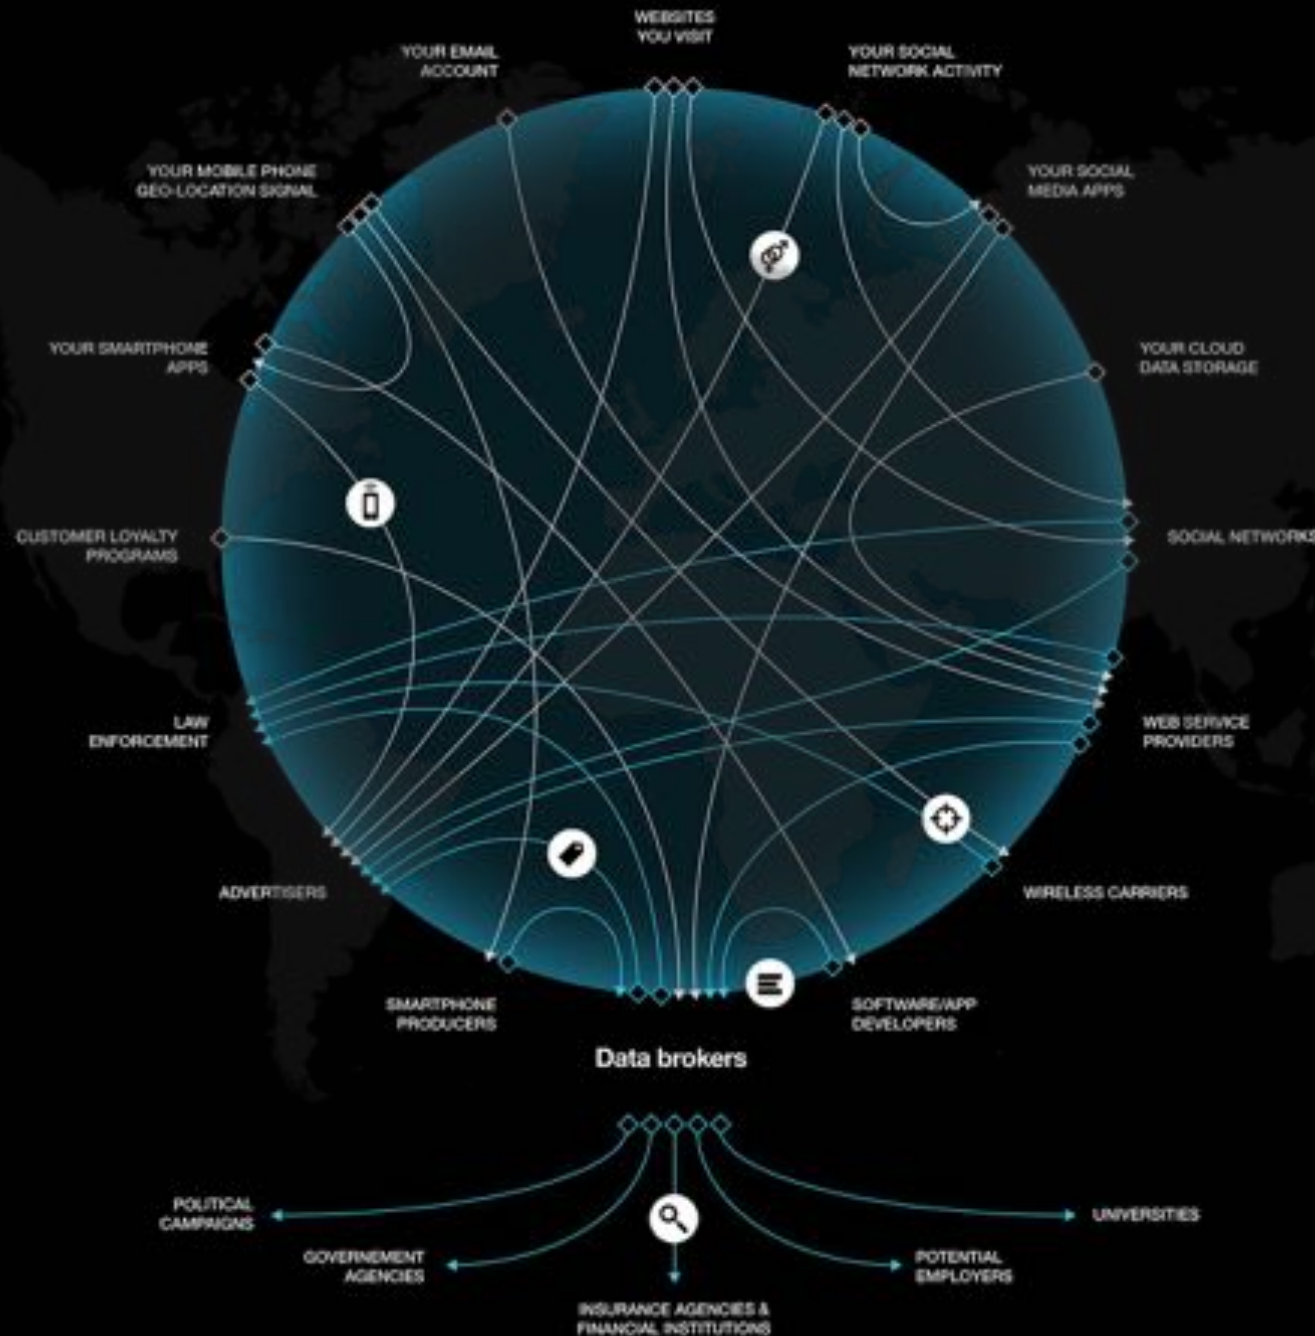 WEBSITES
YOU VISIT
YOUR EMAIL
ACCOUNT
YOUR SOCIAL
NETWORK ACTIVITY
YOUR MOBILE PHONE
GEO-LOCATION SIGNAL
YOUR SOCIAL
MEDIA APPS
YOUR SMARTPHONE
APPS
YOUR CLOUD
DATA STORAGE
CUSTOMER LOYALTY
PROGRAMS
SOCIAL NETWORKS
LAW
ENFORCEMENT
WEB SERVICE
PROVIDERS
ADVERTISERS
WIRELESS CARRIERS
SMARTPHONE
PRODUCERS
SOFTWARE/APP
DEVELOPERS
Data brokers
POLITICAL
CAMPAIGNS
UNIVERSITIES
GOVERNEMENT
AGENCIES
POTENTIAL
EMPLOYERS
INSURANCE AGENCIES &
FINANCIAL INSTITUTIONS